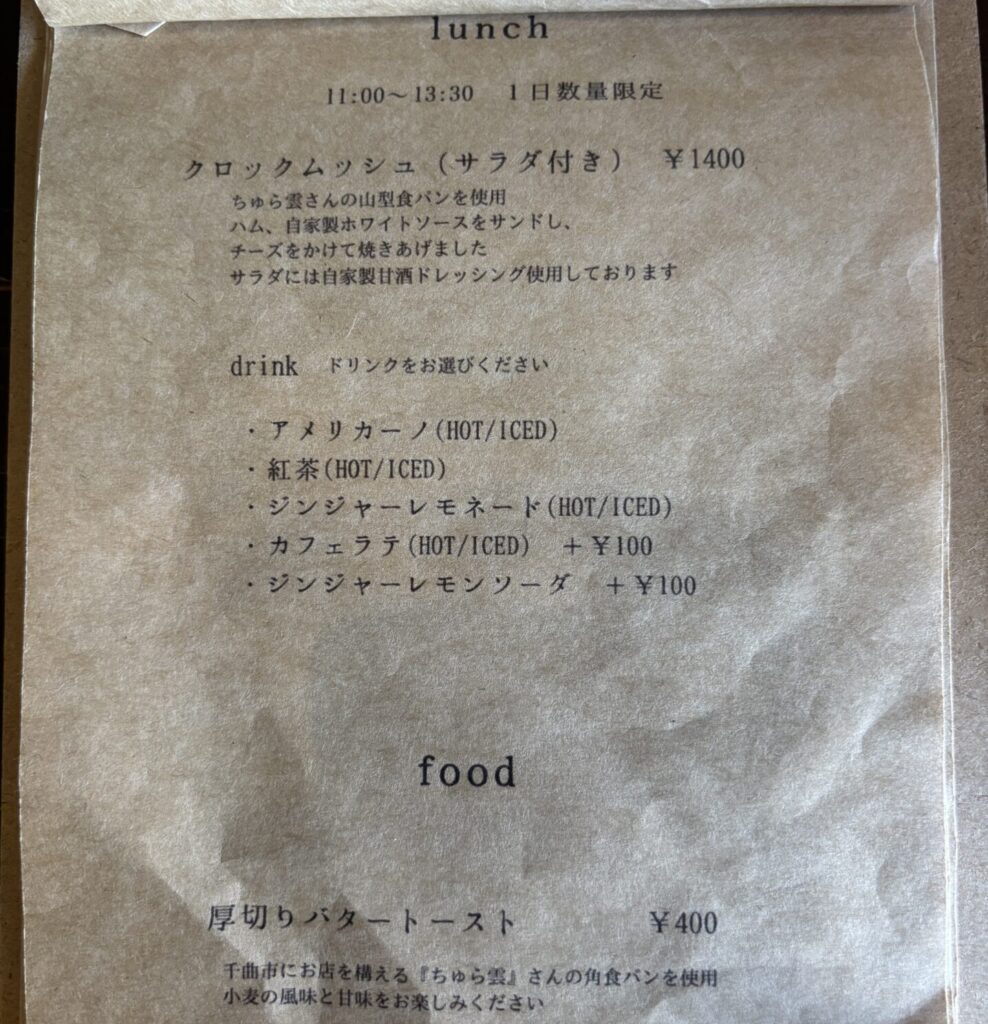 lunch
11:00～13:30　1日数量限定
クロックムッシュ（サラダ付き）　￥1400
ちゅら雲さんの山型食パンを使用
ハム、自家製ホワイトソースをサンドし、
チーズをかけて焼きあげました
サラダには自家製甘酒ドレッシング使用しております
drink　ドリンクをお選びください
・アメリカーノ(HOT/ICED)
・紅茶(HOT/ICED)
・ジンジャーレモネード(HOT/ICED)
・カフェラテ(HOT/ICED)　＋￥100
・ジンジャーレモンソーダ　＋￥100
food
厚切りバタートースト　￥400
千曲市にお店を構える『ちゅら雲』さんの角食パンを使用
小麦の風味と甘味をお楽しみください